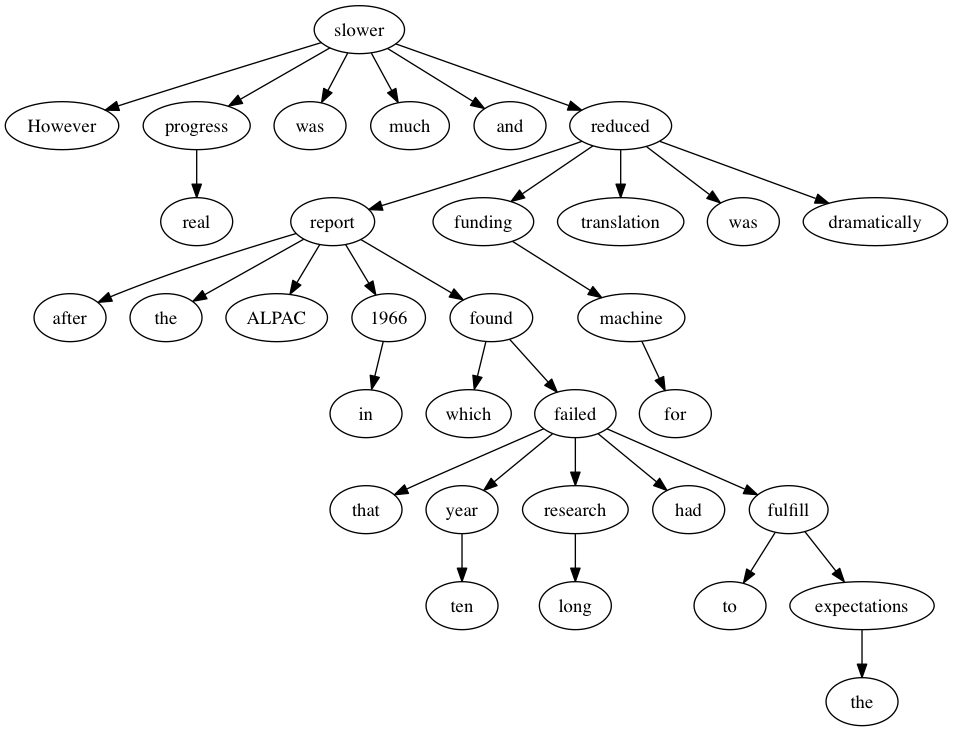 slower
However progress was much and reduced
real report funding translation was dramatically
after the ALPAC 1966 found machine
in which failed for
that year research had fulfill
ten long to expectations
the